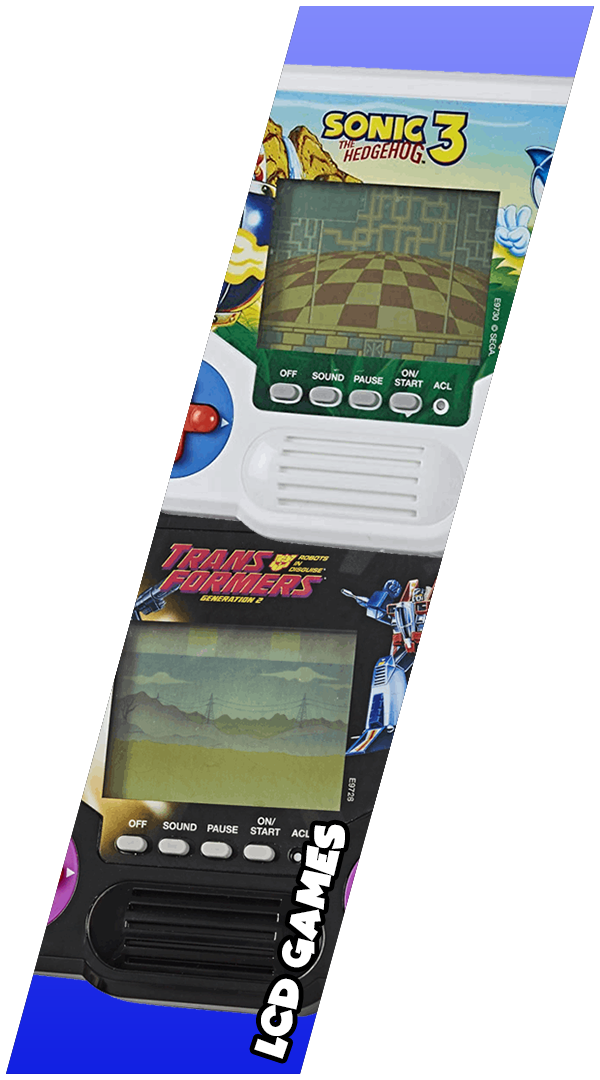 SONIC
THE
HEDGEHOG™
3
E9730 © SEGA
OFF
SOUND
PAUSE
ON/
START
ACL
TRANS
FORMERS
ROBOTS
IN
DISGUISE
GENERATION 2
E9728
OFF
SOUND
PAUSE
ON/
START
ACL
LCD GAMES